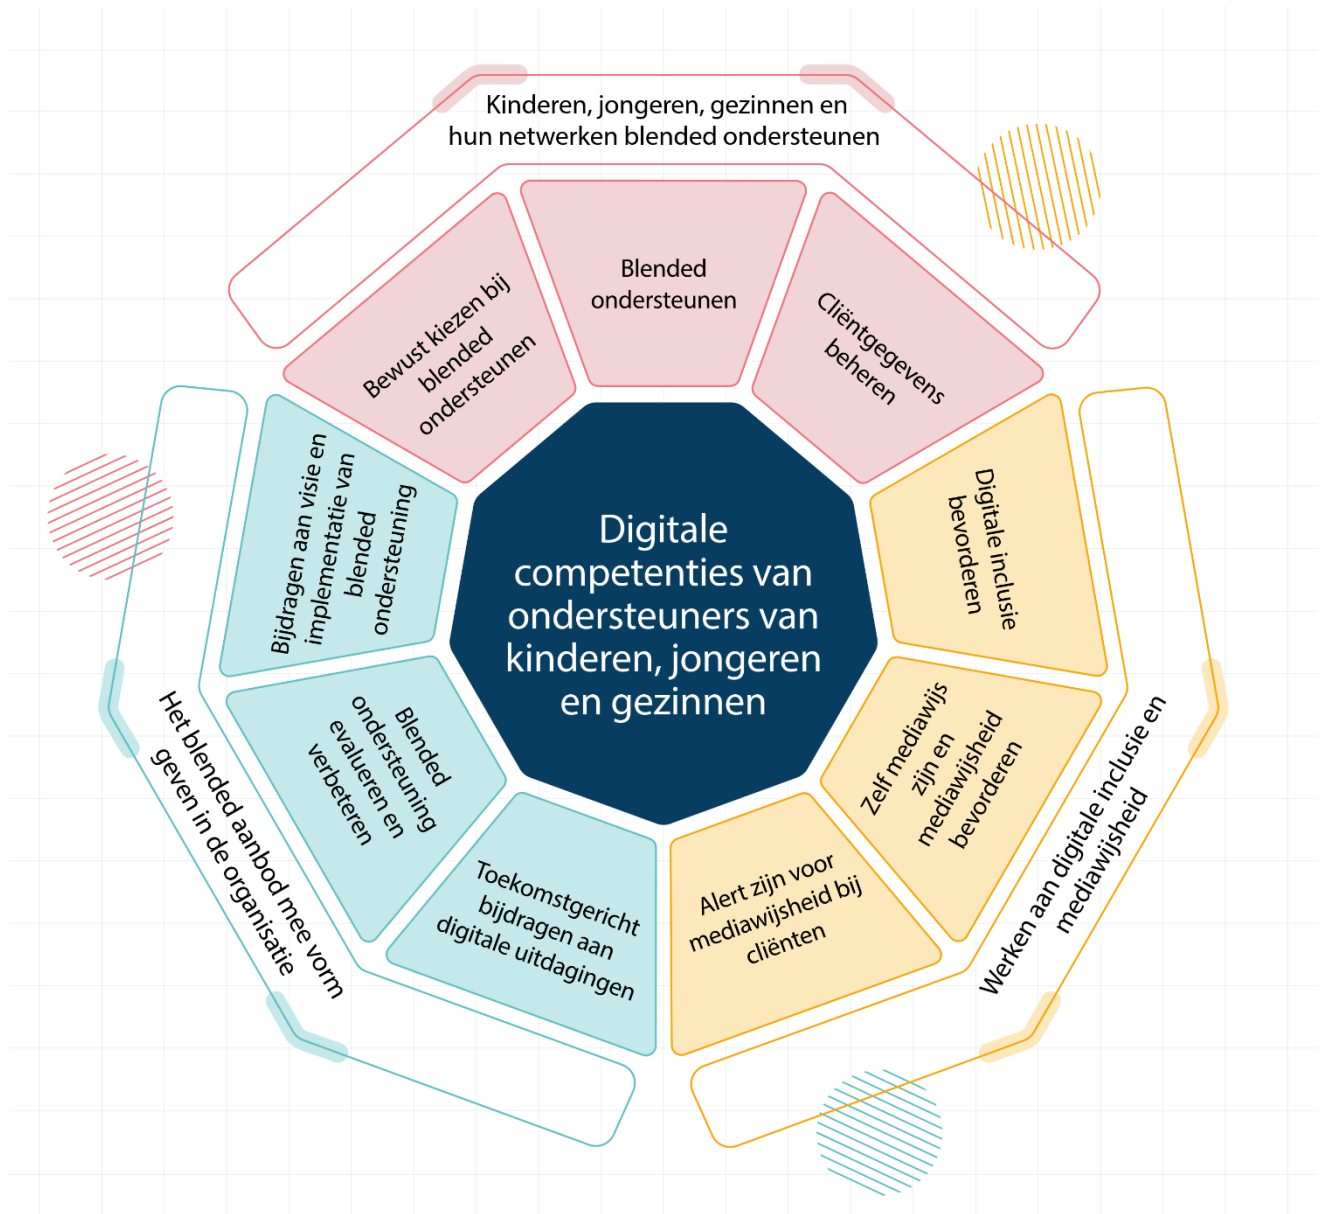 Kinderen, jongeren, gezinnen en
hun netwerken blended ondersteunen
Bewust kiezen bij
blended
ondersteunen
Blended
ondersteunen
Cliëntgegevens
beheren
Digitale inclusie
bevorderen
Zelf mediawijs
zijn en
mediawijsheid
bevorderen
Alert zijn voor
mediawijsheid bij
cliënten
Werken aan digitale inclusie en
mediawijsheid
Toekomstgericht
bijdragen aan
digitale uitdagingen
Blended
ondersteuning
evalueren en
verbeteren
Bijdragen aan visie en
implementatie van
blended
ondersteuning
Het blended aanbod mee vorm
geven in de organisatie
Digitale
competenties van
ondersteuners van
kinderen, jongeren
en gezinnen